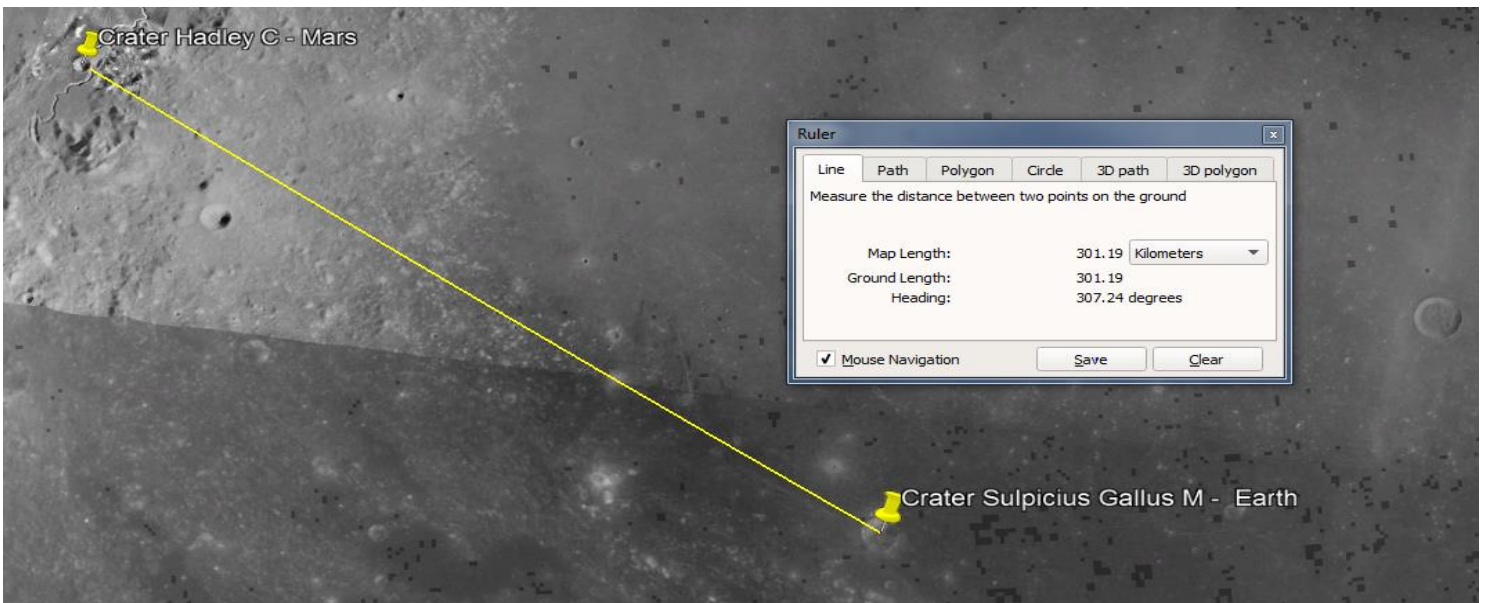 Crater Hadley C - Mars
Ruler
x
Line Path Polygon Circle 3D path 3D polygon
Measure the distance between two points on the ground
Map Length: 301.19 Kilometers
Ground Length: 301.19
Heading: 307.24 degrees
Mouse Navigation Save Clear
Crater Sulpicius Gallus M - Earth